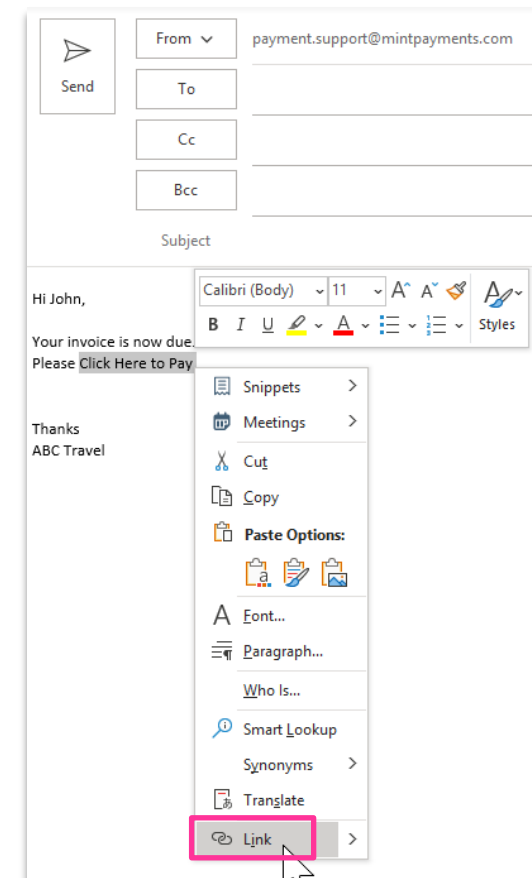 From
payment.support@mintpayments.com
Send
To
Cc
Bcc
Subject
Calibri (Body) 11 A^ A˅
B I U A Styles
Hi John,
Your invoice is now due.
Please Click Here to Pay
Thanks
ABC Travel
Snippets
Meetings
Cut
Copy
Paste Options:
Font...
Paragraph...
Who Is...
Smart Lookup
Synonyms
Translate
Link